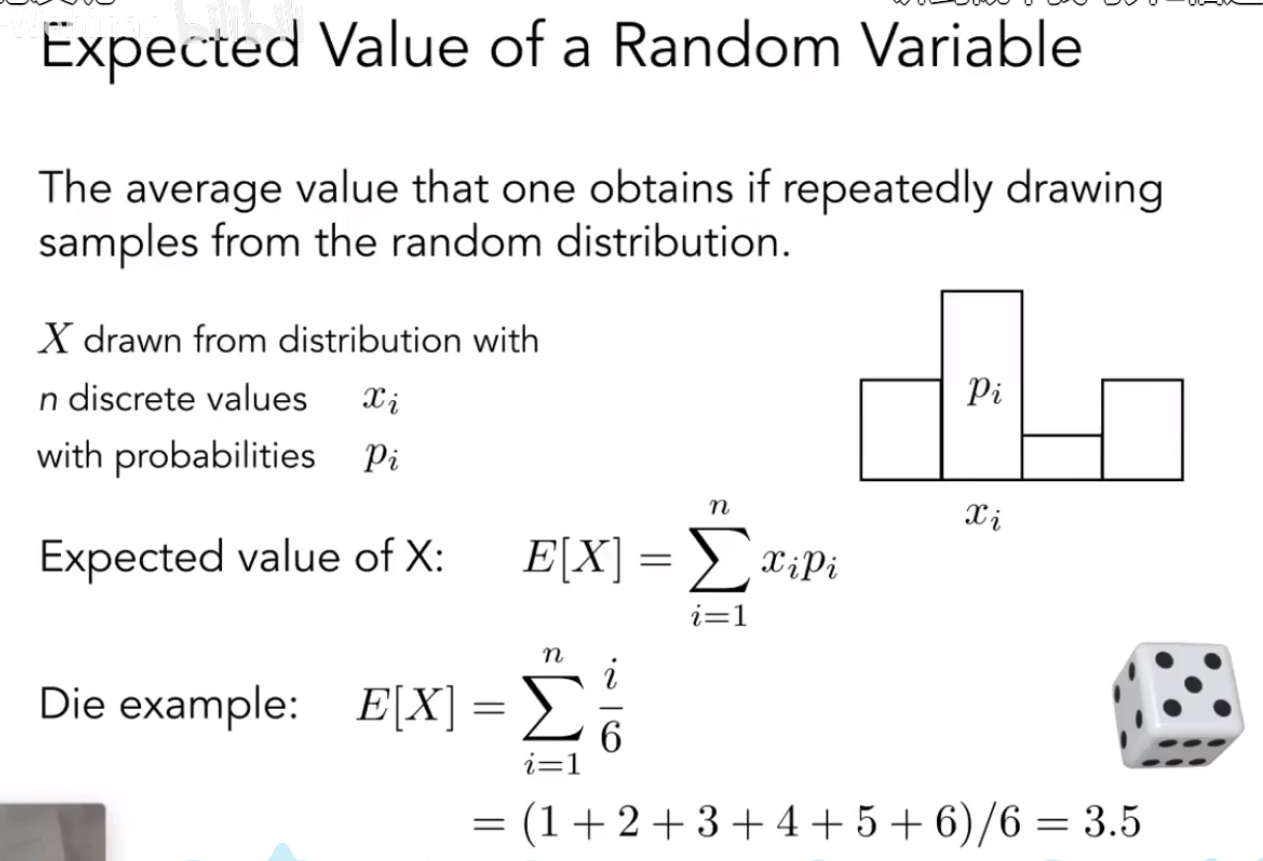 Expected Value of a Random Variable
The average value that one obtains if repeatedly drawing
samples from the random distribution.
X drawn from distribution with
n discrete values x_i
with probabilities p_i
p_i
x_i
Expected value of X: E[X] = \sum_{i=1}^{n} x_i p_i
Die example: E[X] = \sum_{i=1}^{n} \frac{i}{6}
= (1 + 2 + 3 + 4 + 5 + 6)/6 = 3.5